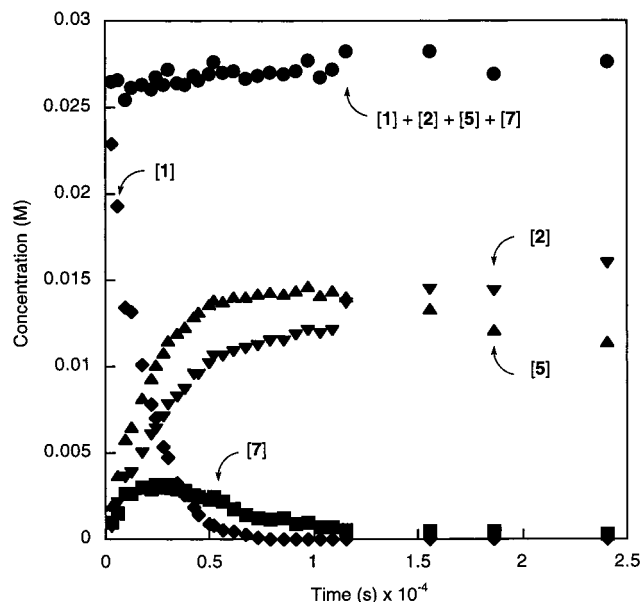 0.03
0.025
0.02
0.015
0.01
0.005
0
Concentration (M)
[1] + [2] + [5] + [7]
[1]
[2]
[5]
[7]
0 0.5 1 1.5 2 2.5
Time (s) x 10⁻⁴